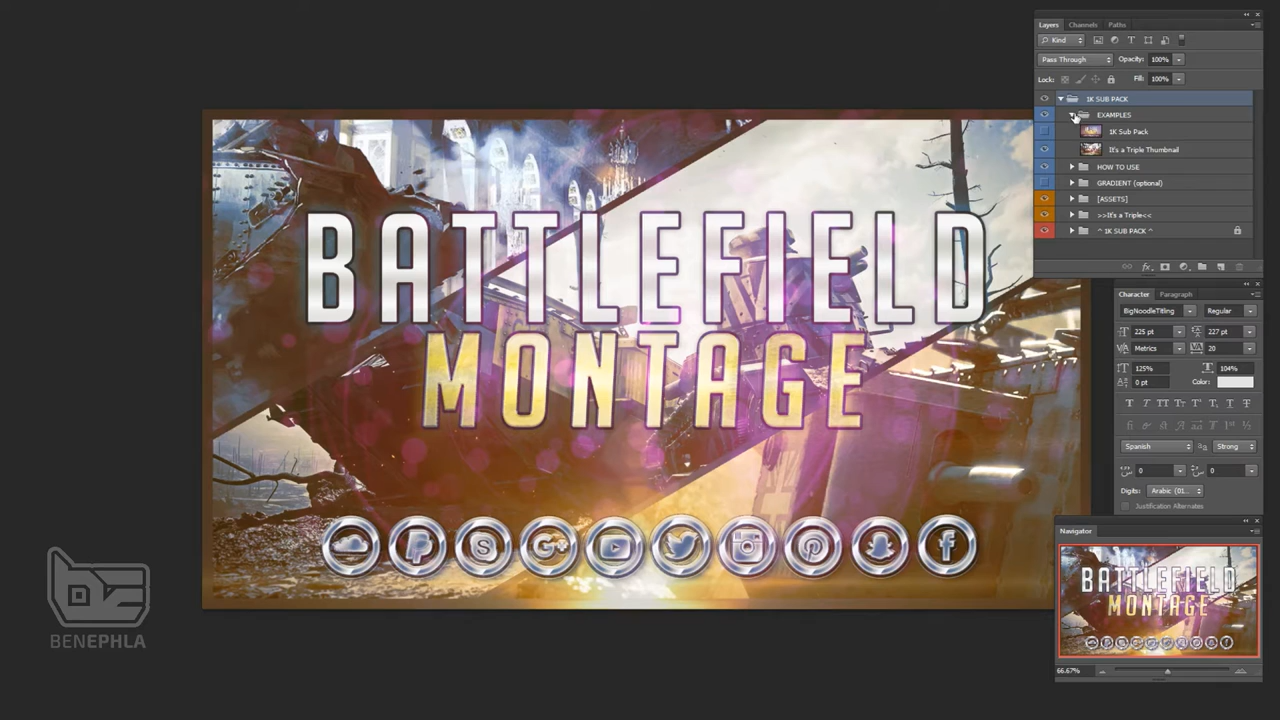 Layers Channels Paths
Kind
Pass Through Opacity: 100%
Lock: Fill: 100%
1K SUB PACK
EXAMPLES
1K Sub Pack
It's a Triple Thumbnail
HOW TO USE
GRADIENT (optional)
[ASSETS]
>>It's a Triple<<
^ 1K SUB PACK ^
fx
BATTLEFIELD
MONTAGE
Character Paragraph
BigNoodleTitling Regular
225 pt 227 pt
Metrics 20
125% 104%
0 pt Color:
Spanish Strong
0 0
Digits: Arabic (01...
Justification Alternates
Navigator
BATTLEFIELD
MONTAGE
66.67%
BENEPHLA